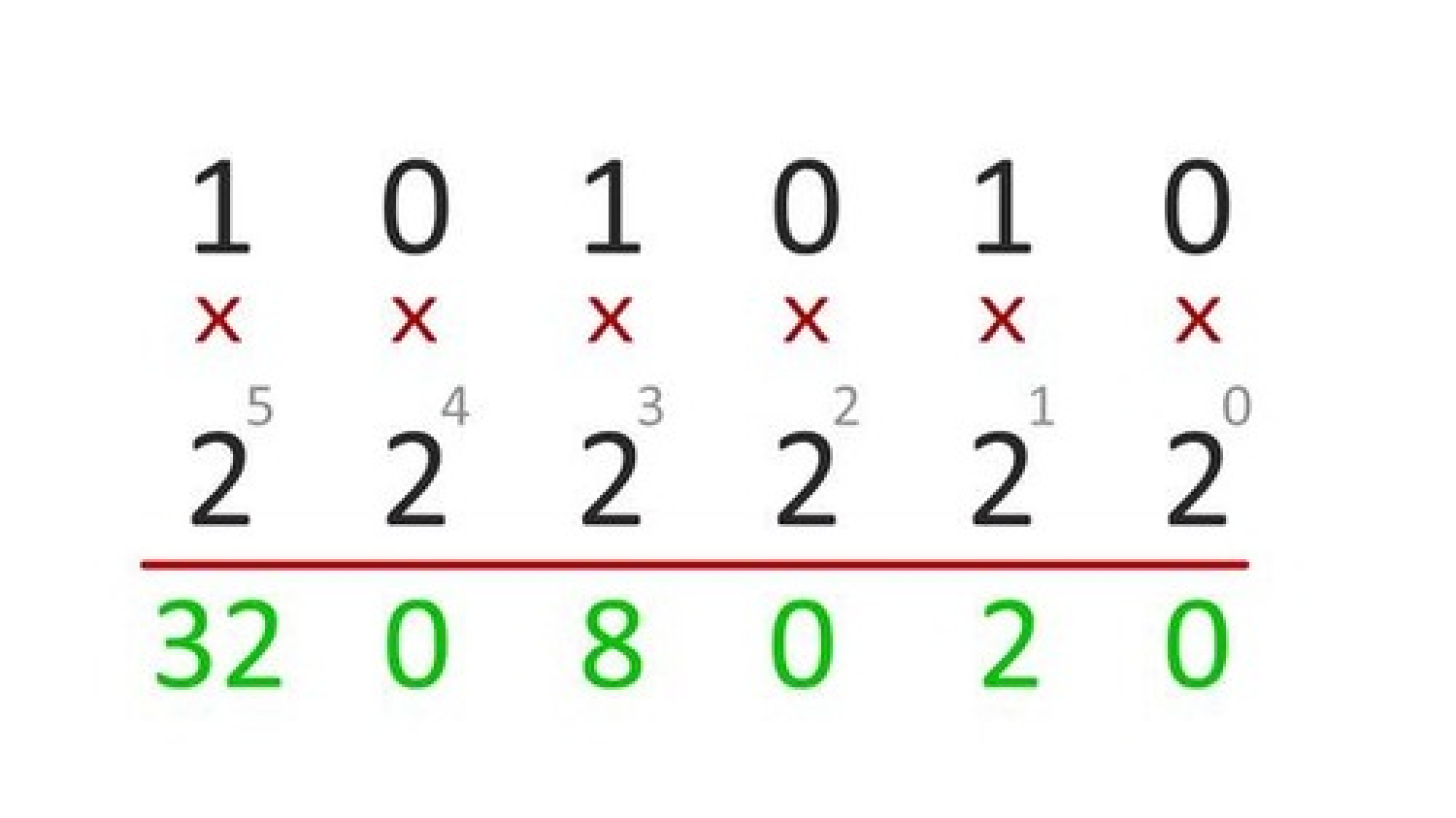 1 0 1 0 1 0
× × × × × ×
2⁵ 2⁴ 2³ 2² 2¹ 2⁰
32 0 8 0 2 0